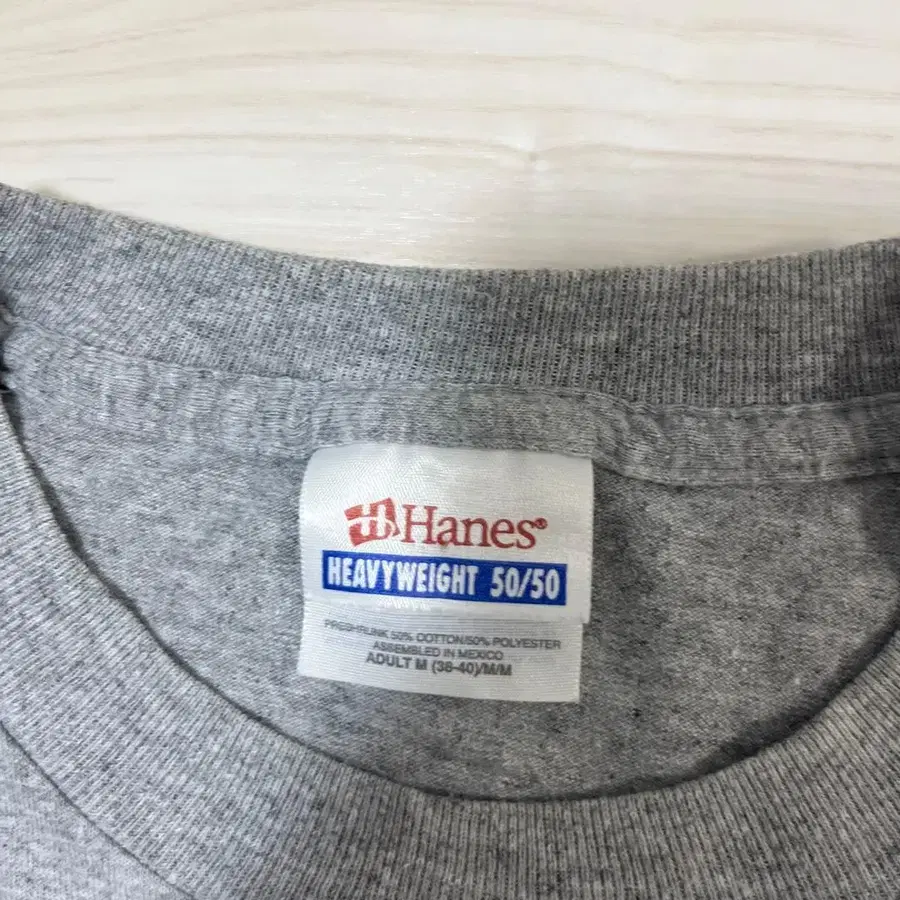 Hanes®
HEAVYWEIGHT 50/50
PRESHRUNK 50% COTTON/50% POLYESTER
ASSEMBLED IN MEXICO
ADULT M (38-40)/M/M